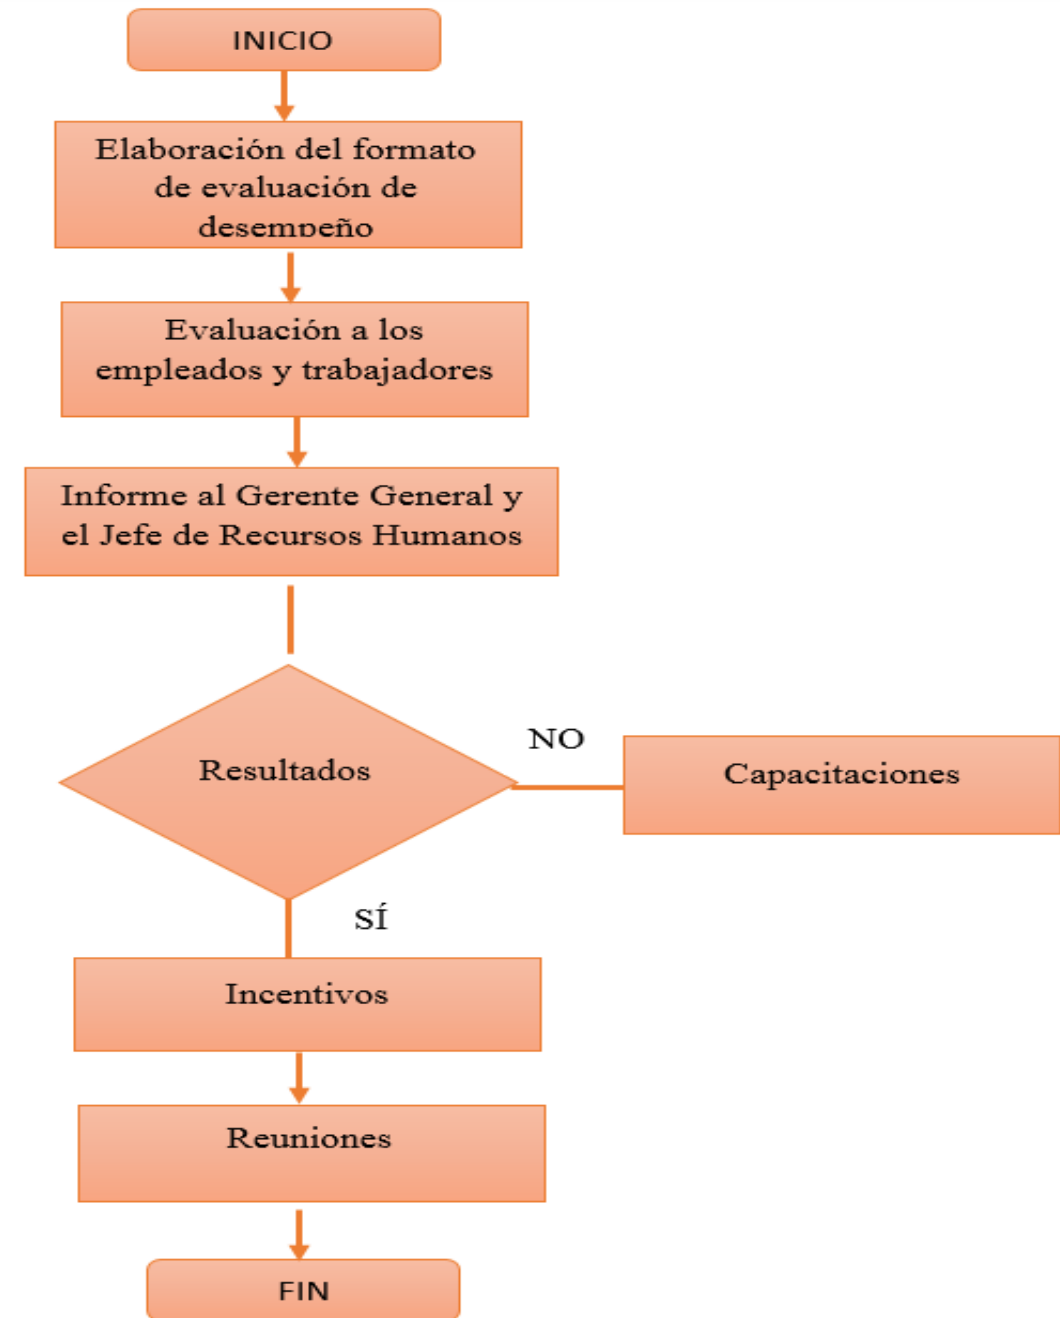 INICIO
Elaboración del formato
de evaluación de
desempeño
Evaluación a los
empleados y trabajadores
Informe al Gerente General y
el Jefe de Recursos Humanos
Resultados
NO
Capacitaciones
SÍ
Incentivos
Reuniones
FIN